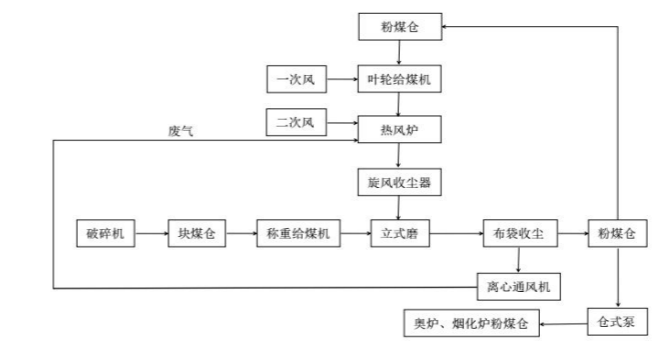 粉煤仓
一次风
叶轮给煤机
二次风
热风炉
废气
旋风收尘器
破碎机
块煤仓
称重给煤机
立式磨
布袋收尘
粉煤仓
离心通风机
奥炉、烟化炉粉煤仓
仓式泵